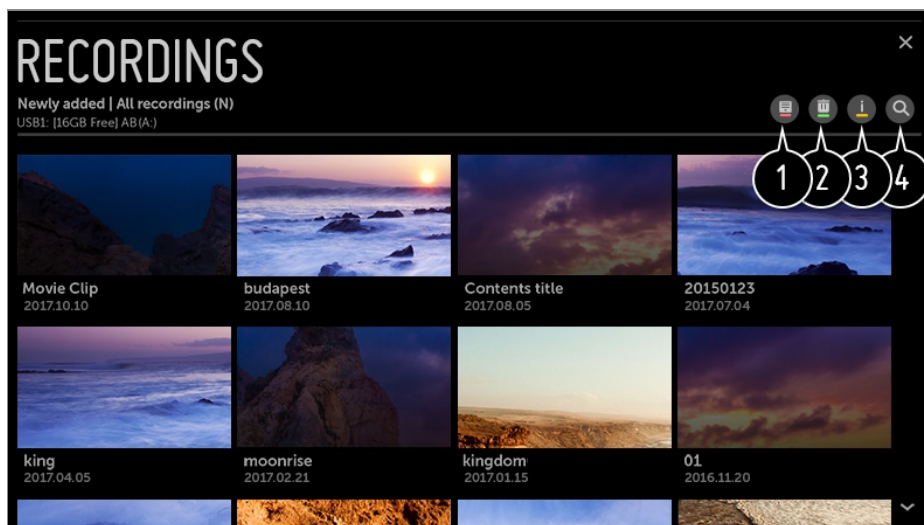 RECORDINGS
Newly added | All recordings (N)
USB1: [16GB Free] AB(A:)
1 2 3 4
Movie Clip budapest Contents title 20150123
2017.10.10 2017.08.10 2017.08.05 2017.07.04
king moonrise kingdom 01
2017.04.05 2017.02.21 2017.01.15 2016.11.20